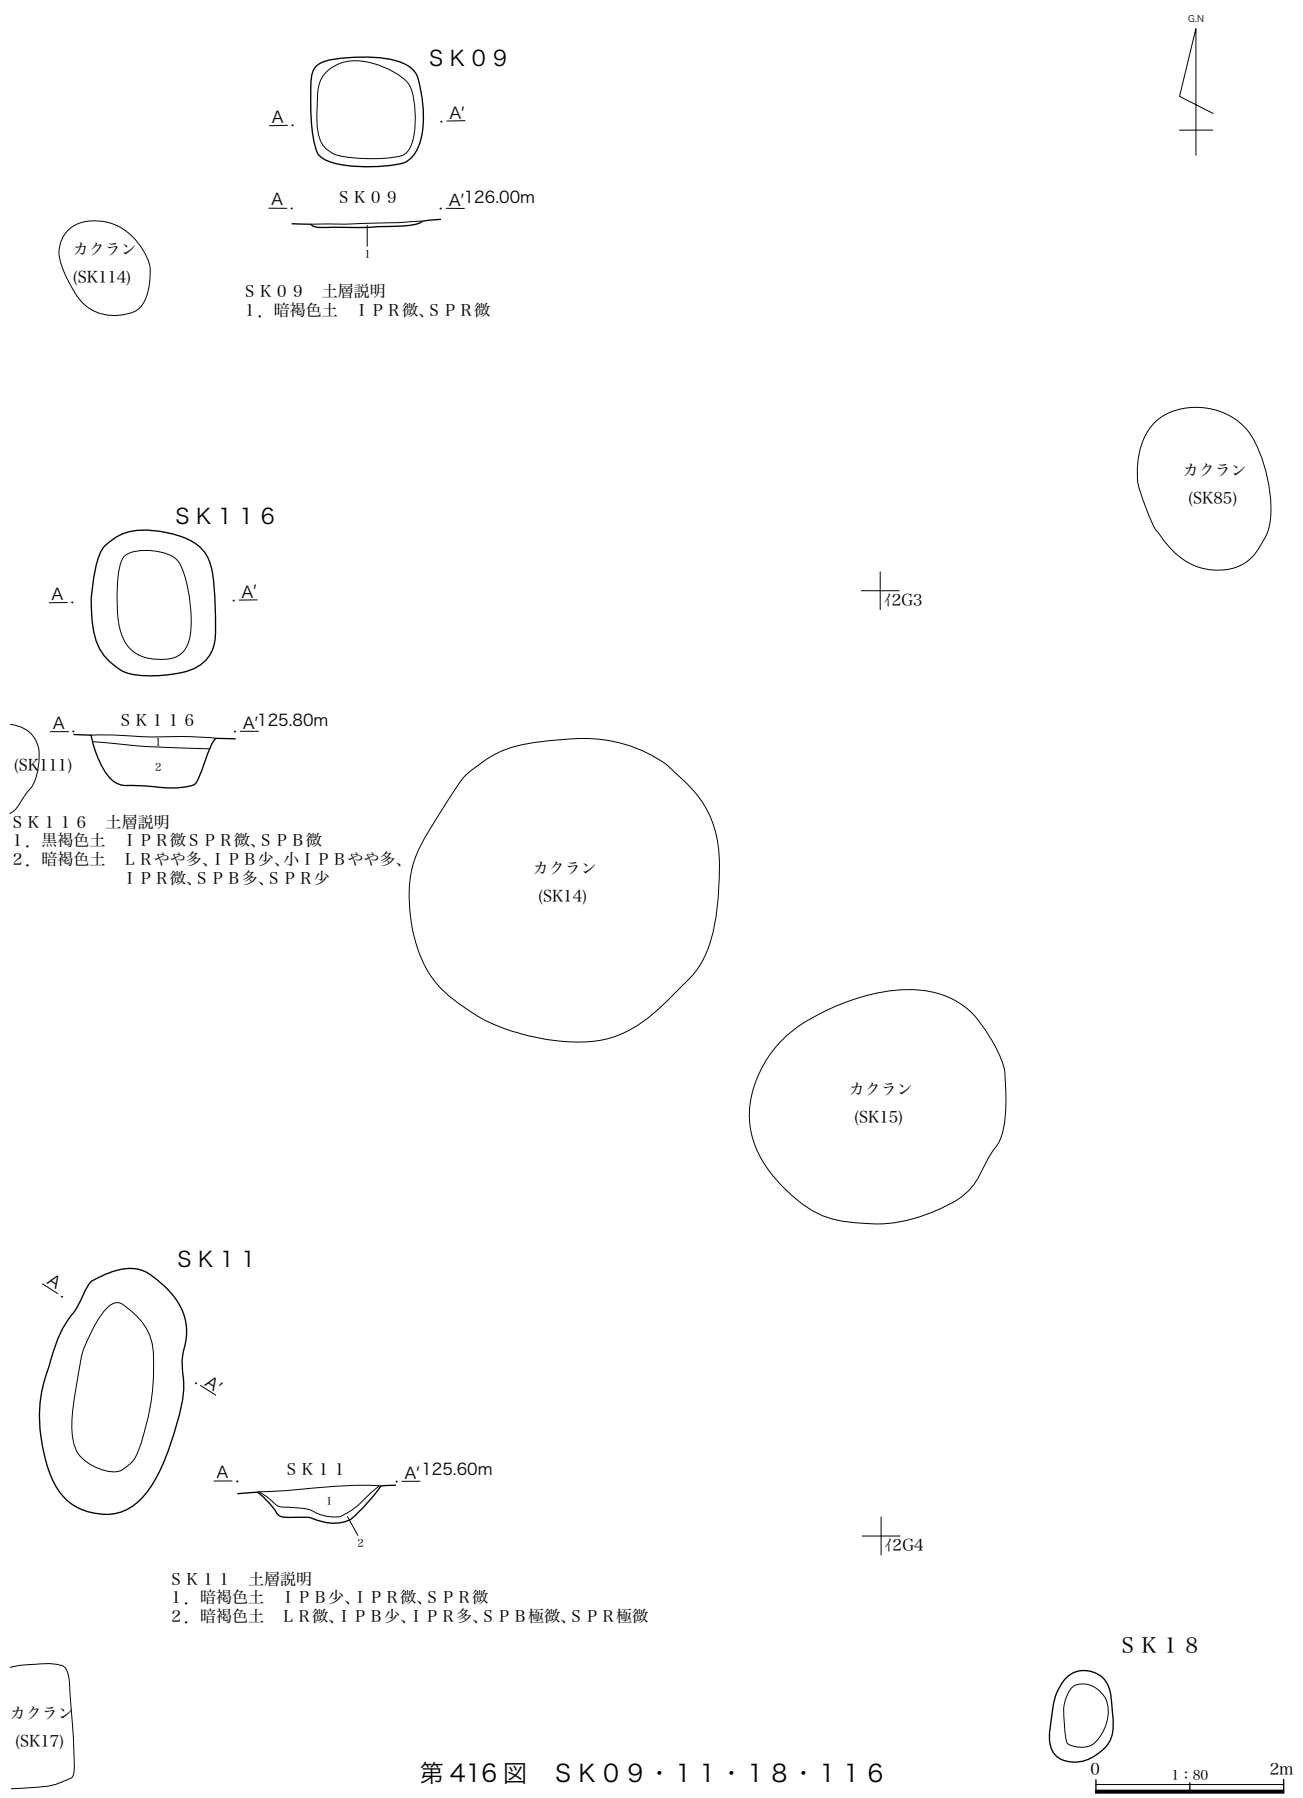 G.N
ＳＫ０９
A A′
A ＳＫ０９ A′126.00m
1
カクラン
(SK114)
ＳＫ０９　土層説明
１．暗褐色土　ＩＰＲ微、ＳＰＲ微
カクラン
(SK85)
ＳＫ１１６
A A′
ｲ2G3
A ＳＫ１１６ A′125.80m
1
2
(SK111)
ＳＫ１１６　土層説明
１．黒褐色土　ＩＰＲ微ＳＰＲ微、ＳＰＢ微
２．暗褐色土　ＬＲやや多、ＩＰＢ少、小ＩＰＢやや多、
ＩＰＲ微、ＳＰＢ多、ＳＰＲ少
カクラン
(SK14)
カクラン
(SK15)
ＳＫ１１
A
A′
A ＳＫ１１ A′125.60m
1
2
ｲ2G4
ＳＫ１１　土層説明
１．暗褐色土　ＩＰＢ少、ＩＰＲ微、ＳＰＲ微
２．暗褐色土　ＬＲ微、ＩＰＢ少、ＩＰＲ多、ＳＰＢ極微、ＳＰＲ極微
ＳＫ１８
カクラン
(SK17)
第416図　ＳＫ０９・１１・１８・１１６
0 1：80 2m